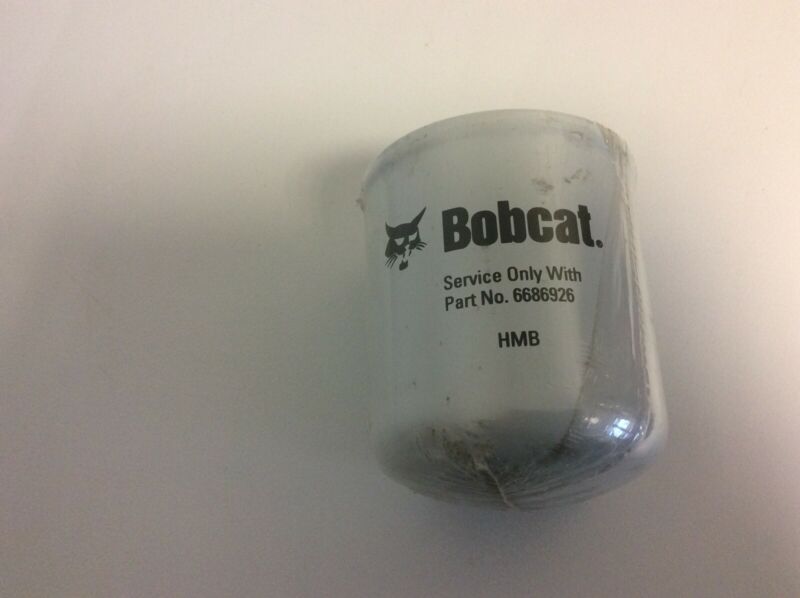 Bobcat.
Service Only With
Part No. 6686926
HMB